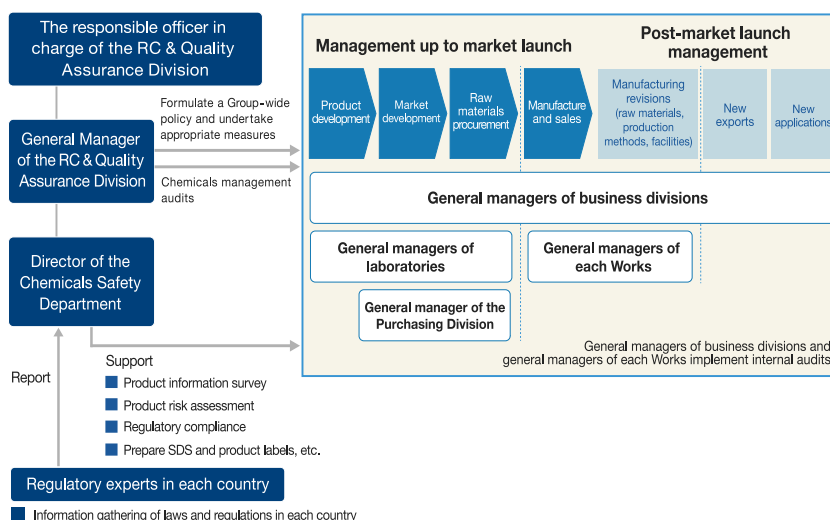 The responsible officer in
charge of the RC & Quality
Assurance Division
Formulate a Group-wide
policy and undertake
appropriate measures
General Manager
of the RC & Quality
Assurance Division
Chemicals management
audits
Director of the
Chemicals Safety
Department
Report
Support
Product information survey
Product risk assessment
Regulatory compliance
Prepare SDS and product labels, etc.
Regulatory experts in each country
Information gathering of laws and regulations in each country
Management up to market launch
Post-market launch
management
Product
development
Market
development
Raw
materials
procurement
Manufacture
and sales
Manufacturing
revisions
(raw materials,
production
methods, facilities)
New
exports
New
applications
General managers of business divisions
General managers of
laboratories
General managers of
each Works
General manager of the
Purchasing Division
General managers of business divisions and
general managers of each Works implement internal audits